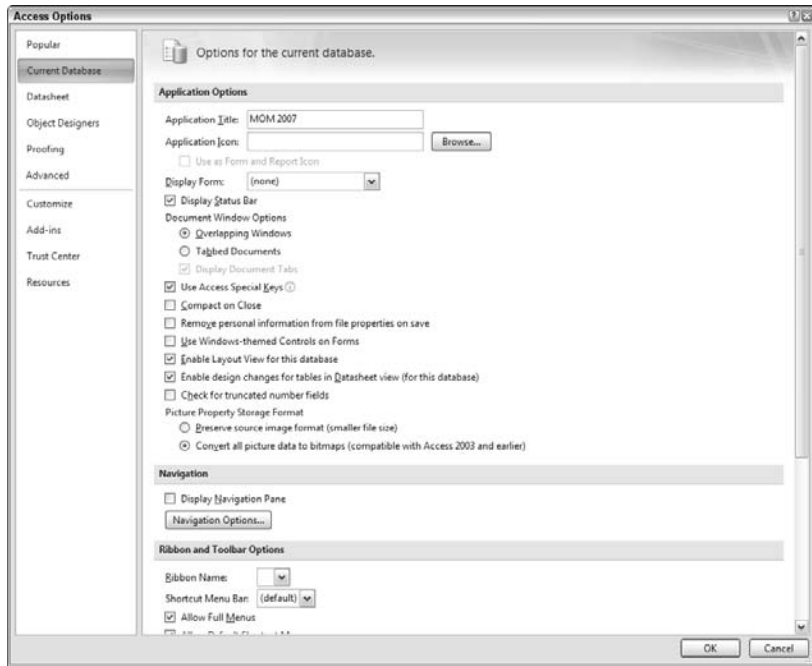 Access Options
Popular
Current Database
Datasheet
Object Designers
Proofing
Advanced
Customize
Add-ins
Trust Center
Resources
Options for the current database.
Application Options
Application Title: MOM 2007
Application Icon: Browse...
Use as Form and Report Icon
Display Form: (none)
Display Status Bar
Document Window Options
Overlapping Windows
Tabbed Documents
Display Document Tabs
Use Access Special Keys
Compact on Close
Remove personal information from file properties on save
Use Windows-themed Controls on Forms
Enable Layout View for this database
Enable design changes for tables in Datasheet view (for this database)
Check for truncated number fields
Picture Property Storage Format
Preserve source image format (smaller file size)
Convert all picture data to bitmaps (compatible with Access 2003 and earlier)
Navigation
Display Navigation Pane
Navigation Options...
Ribbon and Toolbar Options
Ribbon Name:
Shortcut Menu Bar: (default)
Allow Full Menus
OK Cancel